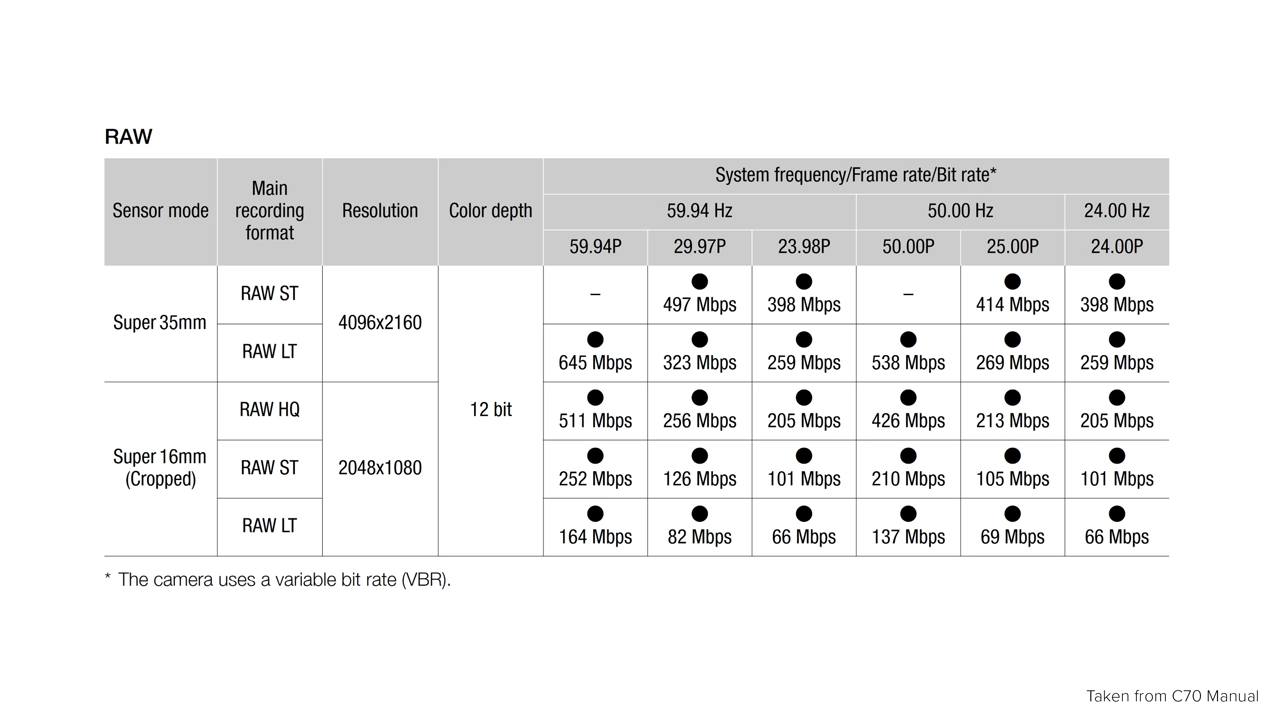 RAW
Sensor mode
Main
recording
format
Resolution
Color depth
System frequency/Frame rate/Bit rate*
59.94 Hz 50.00 Hz 24.00 Hz
59.94P 29.97P 23.98P 50.00P 25.00P 24.00P
Super 35mm
4096x2160
12 bit
RAW ST
– 497 Mbps 398 Mbps – 414 Mbps 398 Mbps
RAW LT
645 Mbps 323 Mbps 259 Mbps 538 Mbps 269 Mbps 259 Mbps
Super 16mm
(Cropped)
2048x1080
RAW HQ
511 Mbps 256 Mbps 205 Mbps 426 Mbps 213 Mbps 205 Mbps
RAW ST
252 Mbps 126 Mbps 101 Mbps 210 Mbps 105 Mbps 101 Mbps
RAW LT
164 Mbps 82 Mbps 66 Mbps 137 Mbps 69 Mbps 66 Mbps
* The camera uses a variable bit rate (VBR).
Taken from C70 Manual